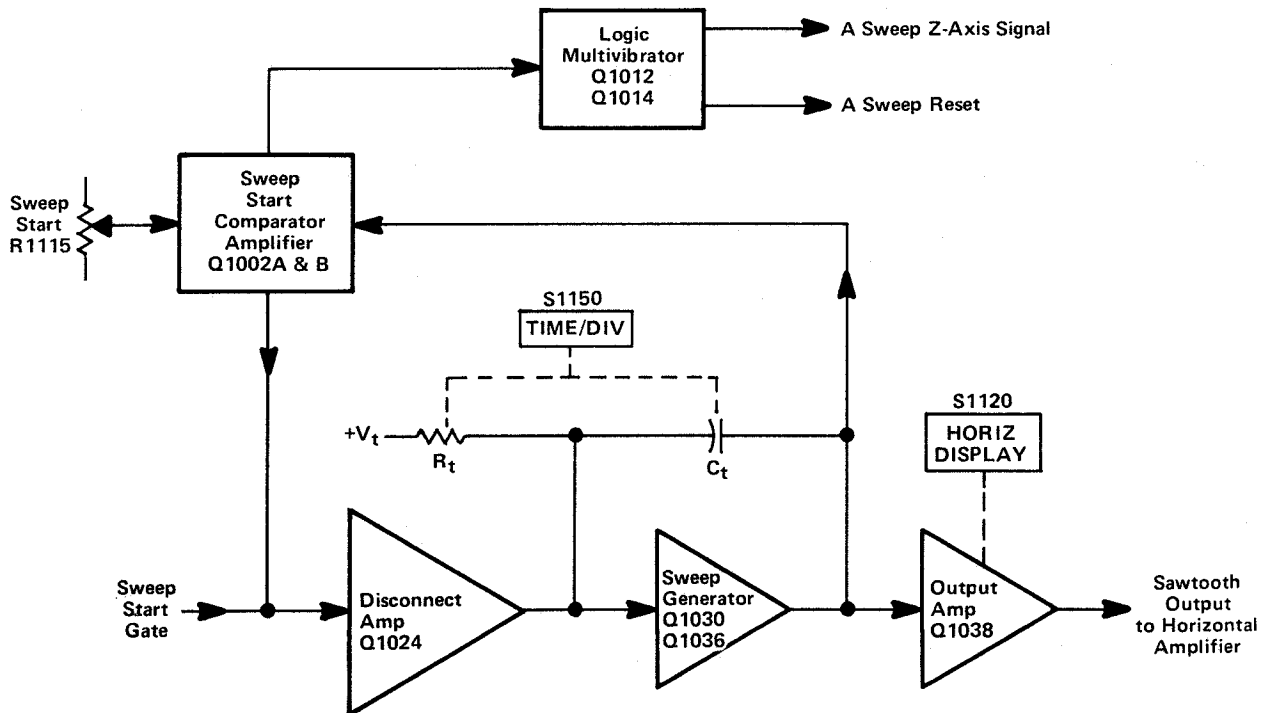 Logic
Multivibrator
Q1012
Q1014
A Sweep Z-Axis Signal
A Sweep Reset
Sweep
Start
R1115
Sweep
Start
Comparator
Amplifier
Q1002A & B
S1150
TIME/DIV
+Vt
Rt
Ct
S1120
HORIZ
DISPLAY
Sweep
Start
Gate
Disconnect
Amp
Q1024
Sweep
Generator
Q1030
Q1036
Output
Amp
Q1038
Sawtooth
Output
to Horizontal
Amplifier